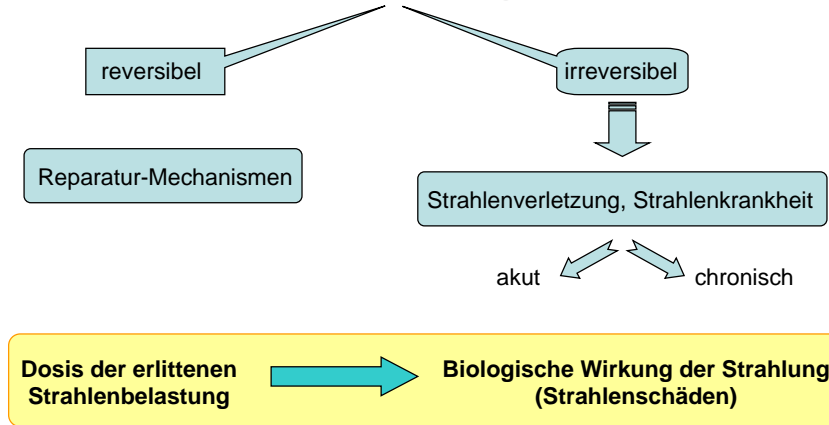 reversibel
irreversibel
Reparatur-Mechanismen
Strahlenverletzung, Strahlenkrankheit
akut
chronisch
Dosis der erlittenen
Strahlenbelastung
Biologische Wirkung der Strahlung
(Strahlenschäden)